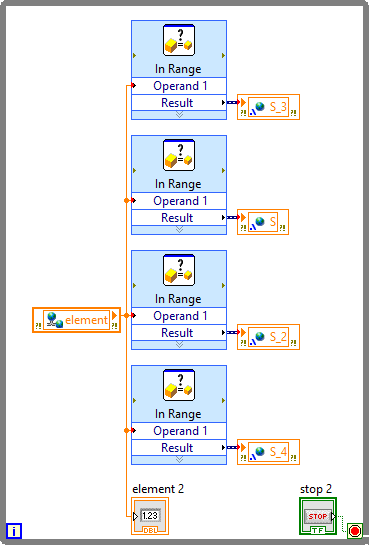 ?
In Range
Operand 1
Result
?! S_3 ?!
?
In Range
Operand 1
Result
?! S ?!
?
In Range
?! element ?!
Operand 1
Result
?! S_2 ?!
?
In Range
Operand 1
Result
?! S_4 ?!
element 2
stop 2
1.23
DBL
STOP
TF
i